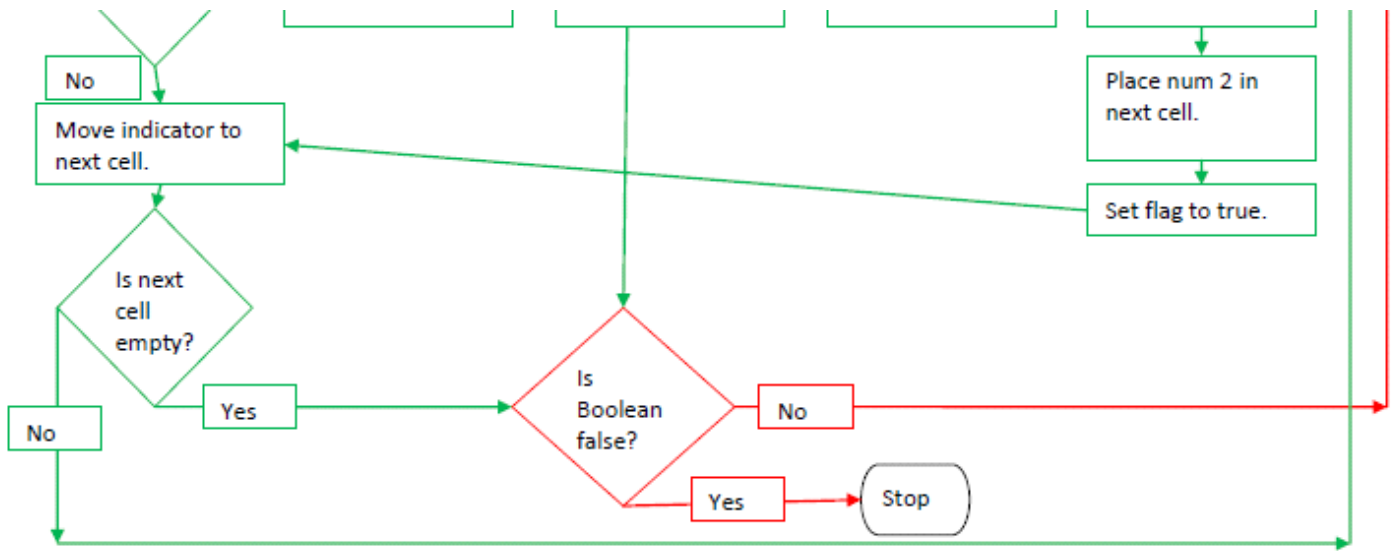 No
Place num 2 in
next cell.
Move indicator to
next cell.
Set flag to true.
Is next
cell
empty?
Is
Boolean
false?
Yes
No
No
Yes
Stop